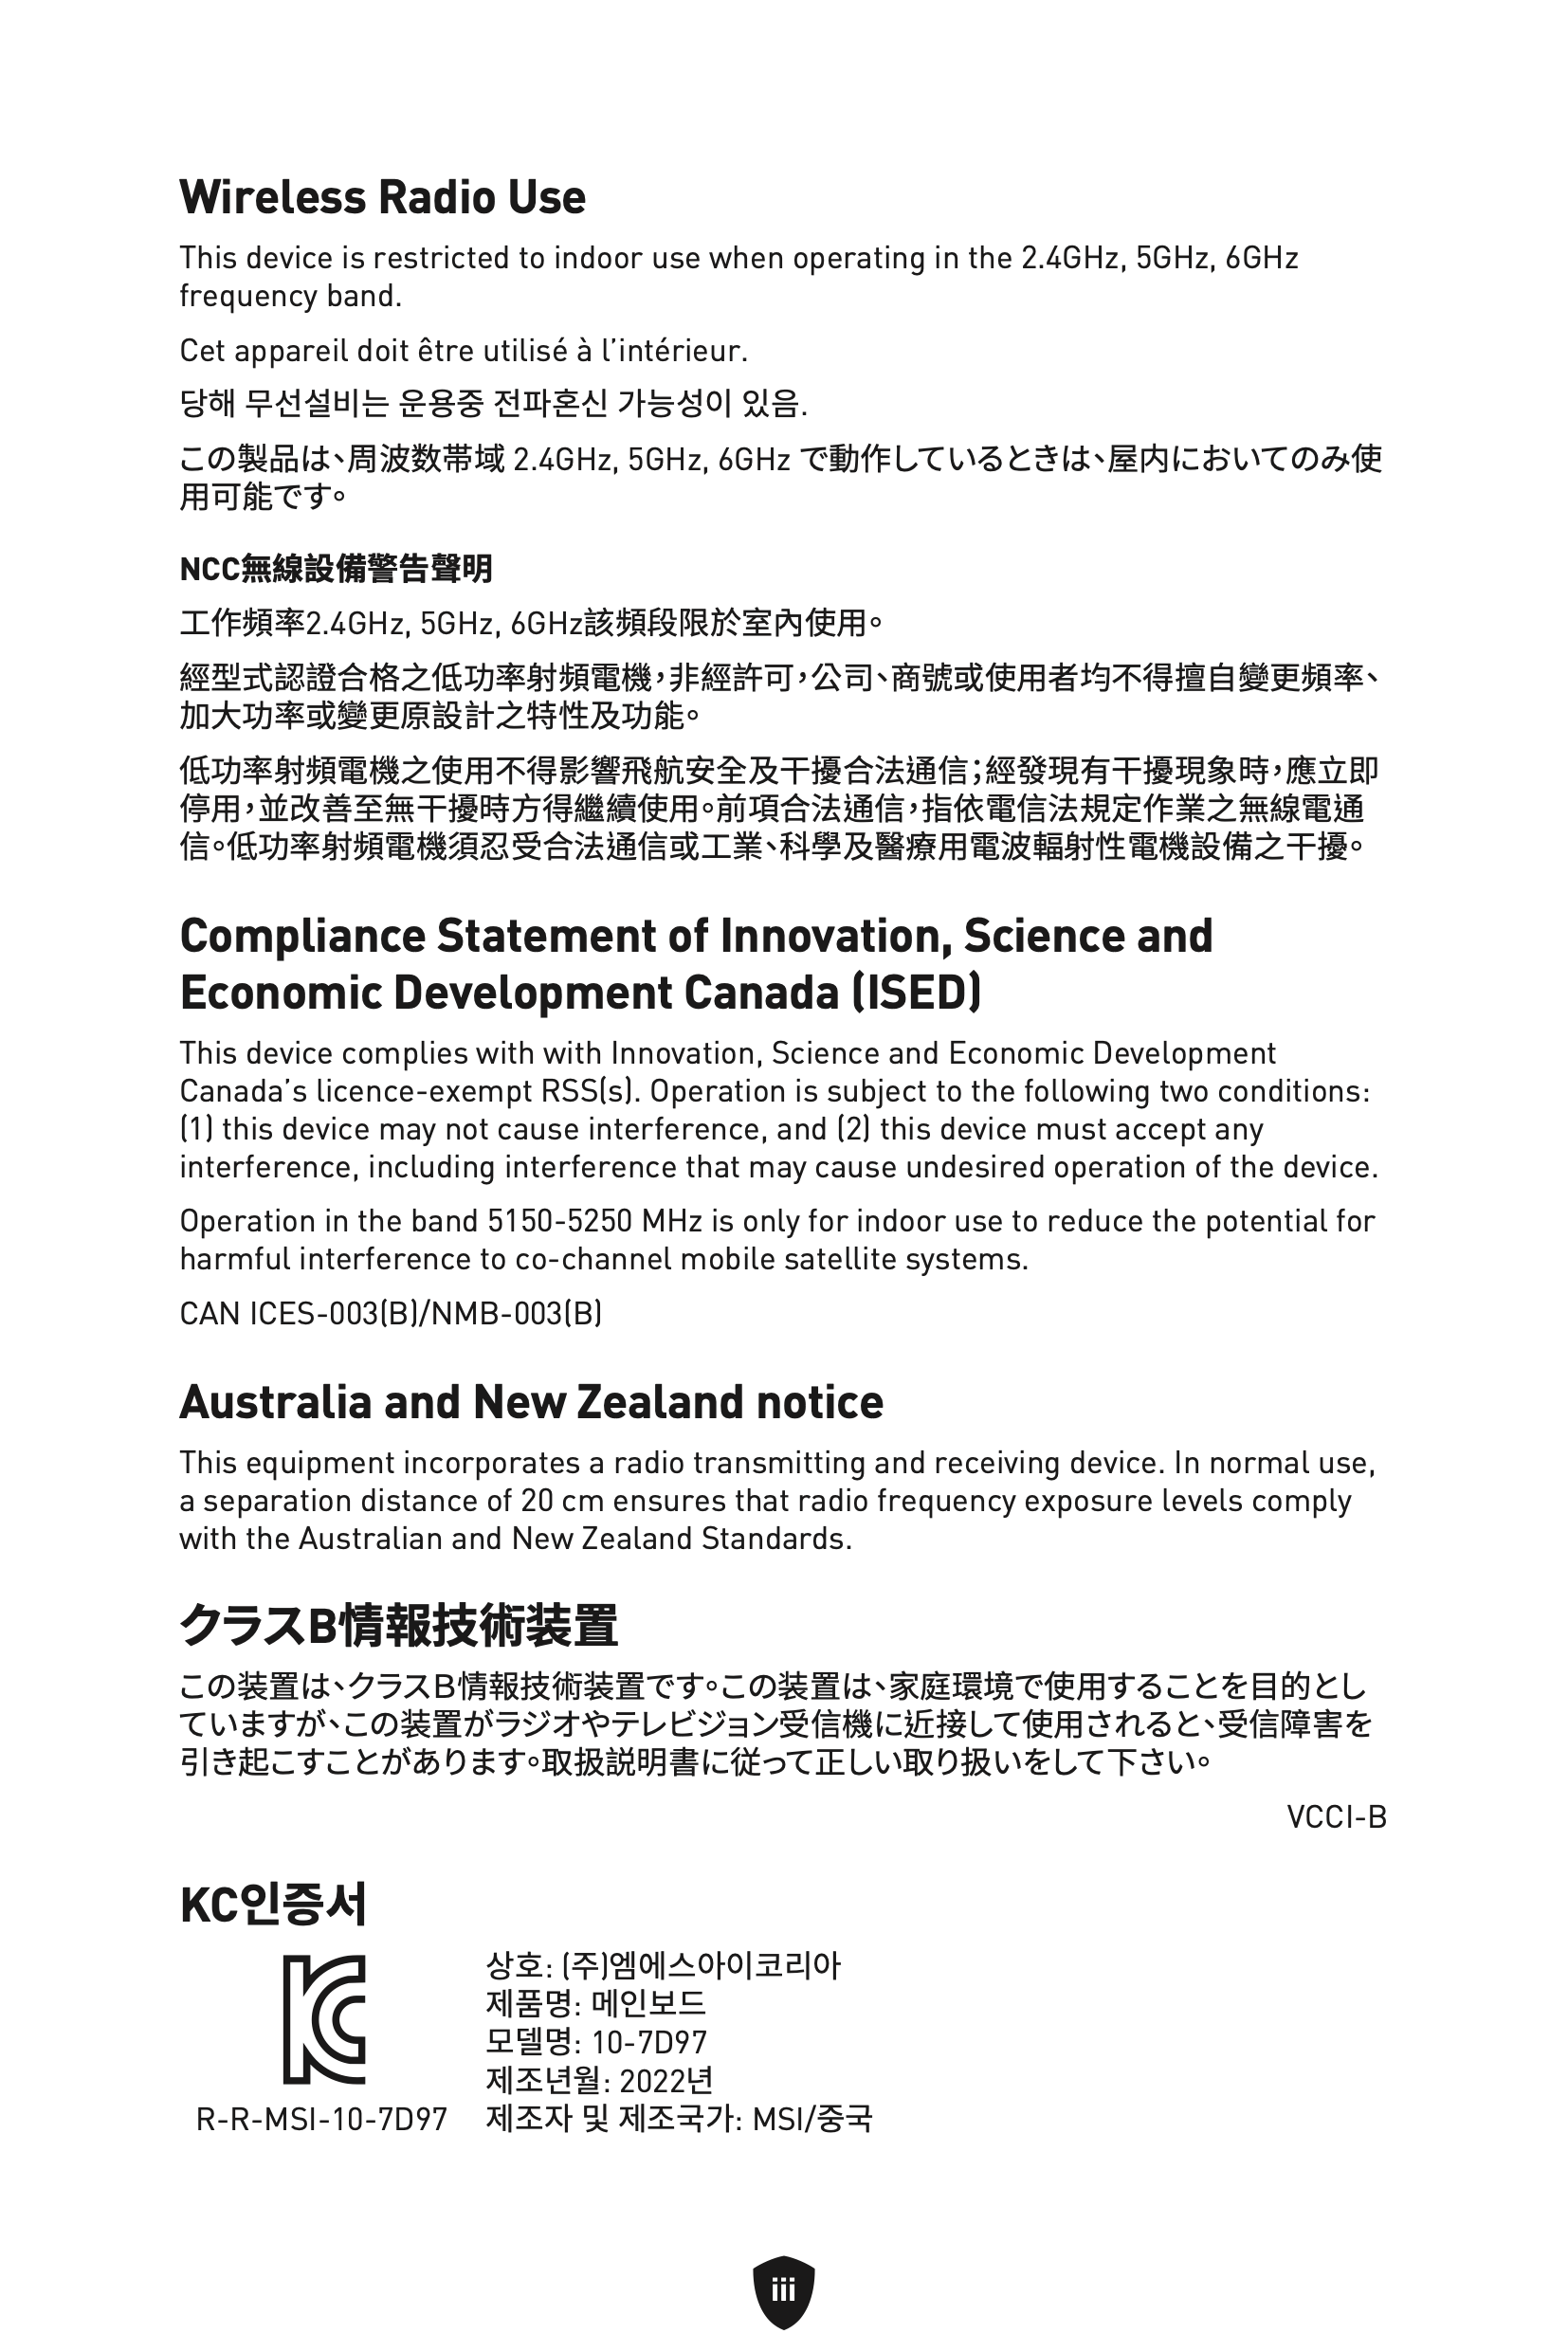 Wireless Radio Use
This device is restricted to indoor use when operating in the 2.4GHz, 5GHz, 6GHz
frequency band.
Cet appareil doit être utilisé à l’intérieur.
당해 무선설비는 운용중 전파혼신 가능성이 있음.
この製品は、周波数帯域 2.4GHz, 5GHz, 6GHz で動作しているときは、屋内においてのみ使
用可能です。
NCC無線設備警告聲明
工作頻率2.4GHz, 5GHz, 6GHz該頻段限於室內使用。
經型式認證合格之低功率射頻電機，非經許可，公司、商號或使用者均不得擅自變更頻率、
加大功率或變更原設計之特性及功能。
低功率射頻電機之使用不得影響飛航安全及干擾合法通信；經發現有干擾現象時，應立即
停用，並改善至無干擾時方得繼續使用。前項合法通信，指依電信法規定作業之無線電通
信。低功率射頻電機須忍受合法通信或工業、科學及醫療用電波輻射性電機設備之干擾。
Compliance Statement of Innovation, Science and
Economic Development Canada (ISED)
This device complies with with Innovation, Science and Economic Development
Canada’s licence-exempt RSS(s). Operation is subject to the following two conditions:
(1) this device may not cause interference, and (2) this device must accept any
interference, including interference that may cause undesired operation of the device.
Operation in the band 5150-5250 MHz is only for indoor use to reduce the potential for
harmful interference to co-channel mobile satellite systems.
CAN ICES-003(B)/NMB-003(B)
Australia and New Zealand notice
This equipment incorporates a radio transmitting and receiving device. In normal use,
a separation distance of 20 cm ensures that radio frequency exposure levels comply
with the Australian and New Zealand Standards.
クラスB情報技術装置
この装置は、クラスＢ情報技術装置です。この装置は、家庭環境で使用することを目的とし
ていますが、この装置がラジオやテレビジョン受信機に近接して使用されると、受信障害を
引き起こすことがあります。取扱説明書に従って正しい取り扱いをして下さい。
VCCI-B
KC인증서
상호: (주)엠에스아이코리아
제품명: 메인보드
모델명: 10-7D97
제조년월: 2022년
R-R-MSI-10-7D97 제조자 및 제조국가: MSI/중국
iii